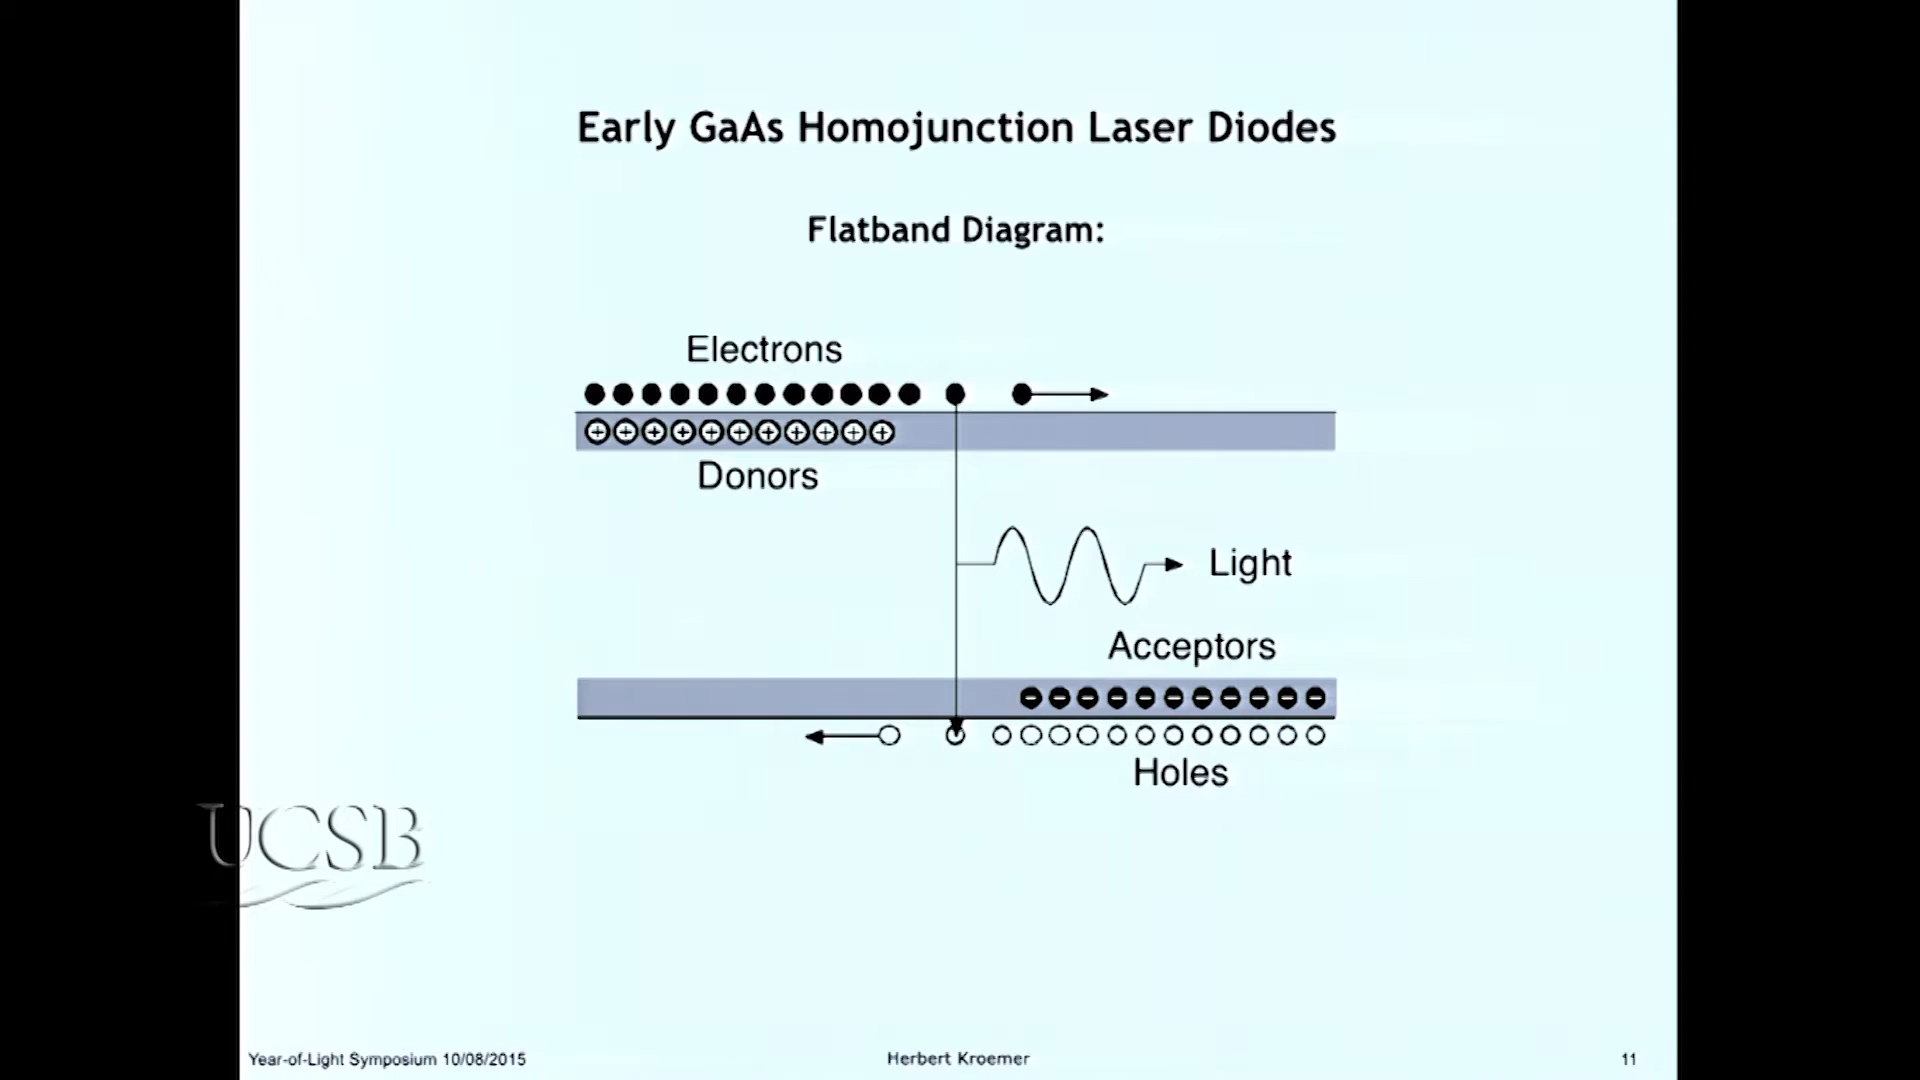 Early GaAs Homojunction Laser Diodes
Flatband Diagram:
Electrons
Donors
Light
Acceptors
Holes
UCSB
Year-of-Light Symposium 10/08/2015
Herbert Kroemer
11